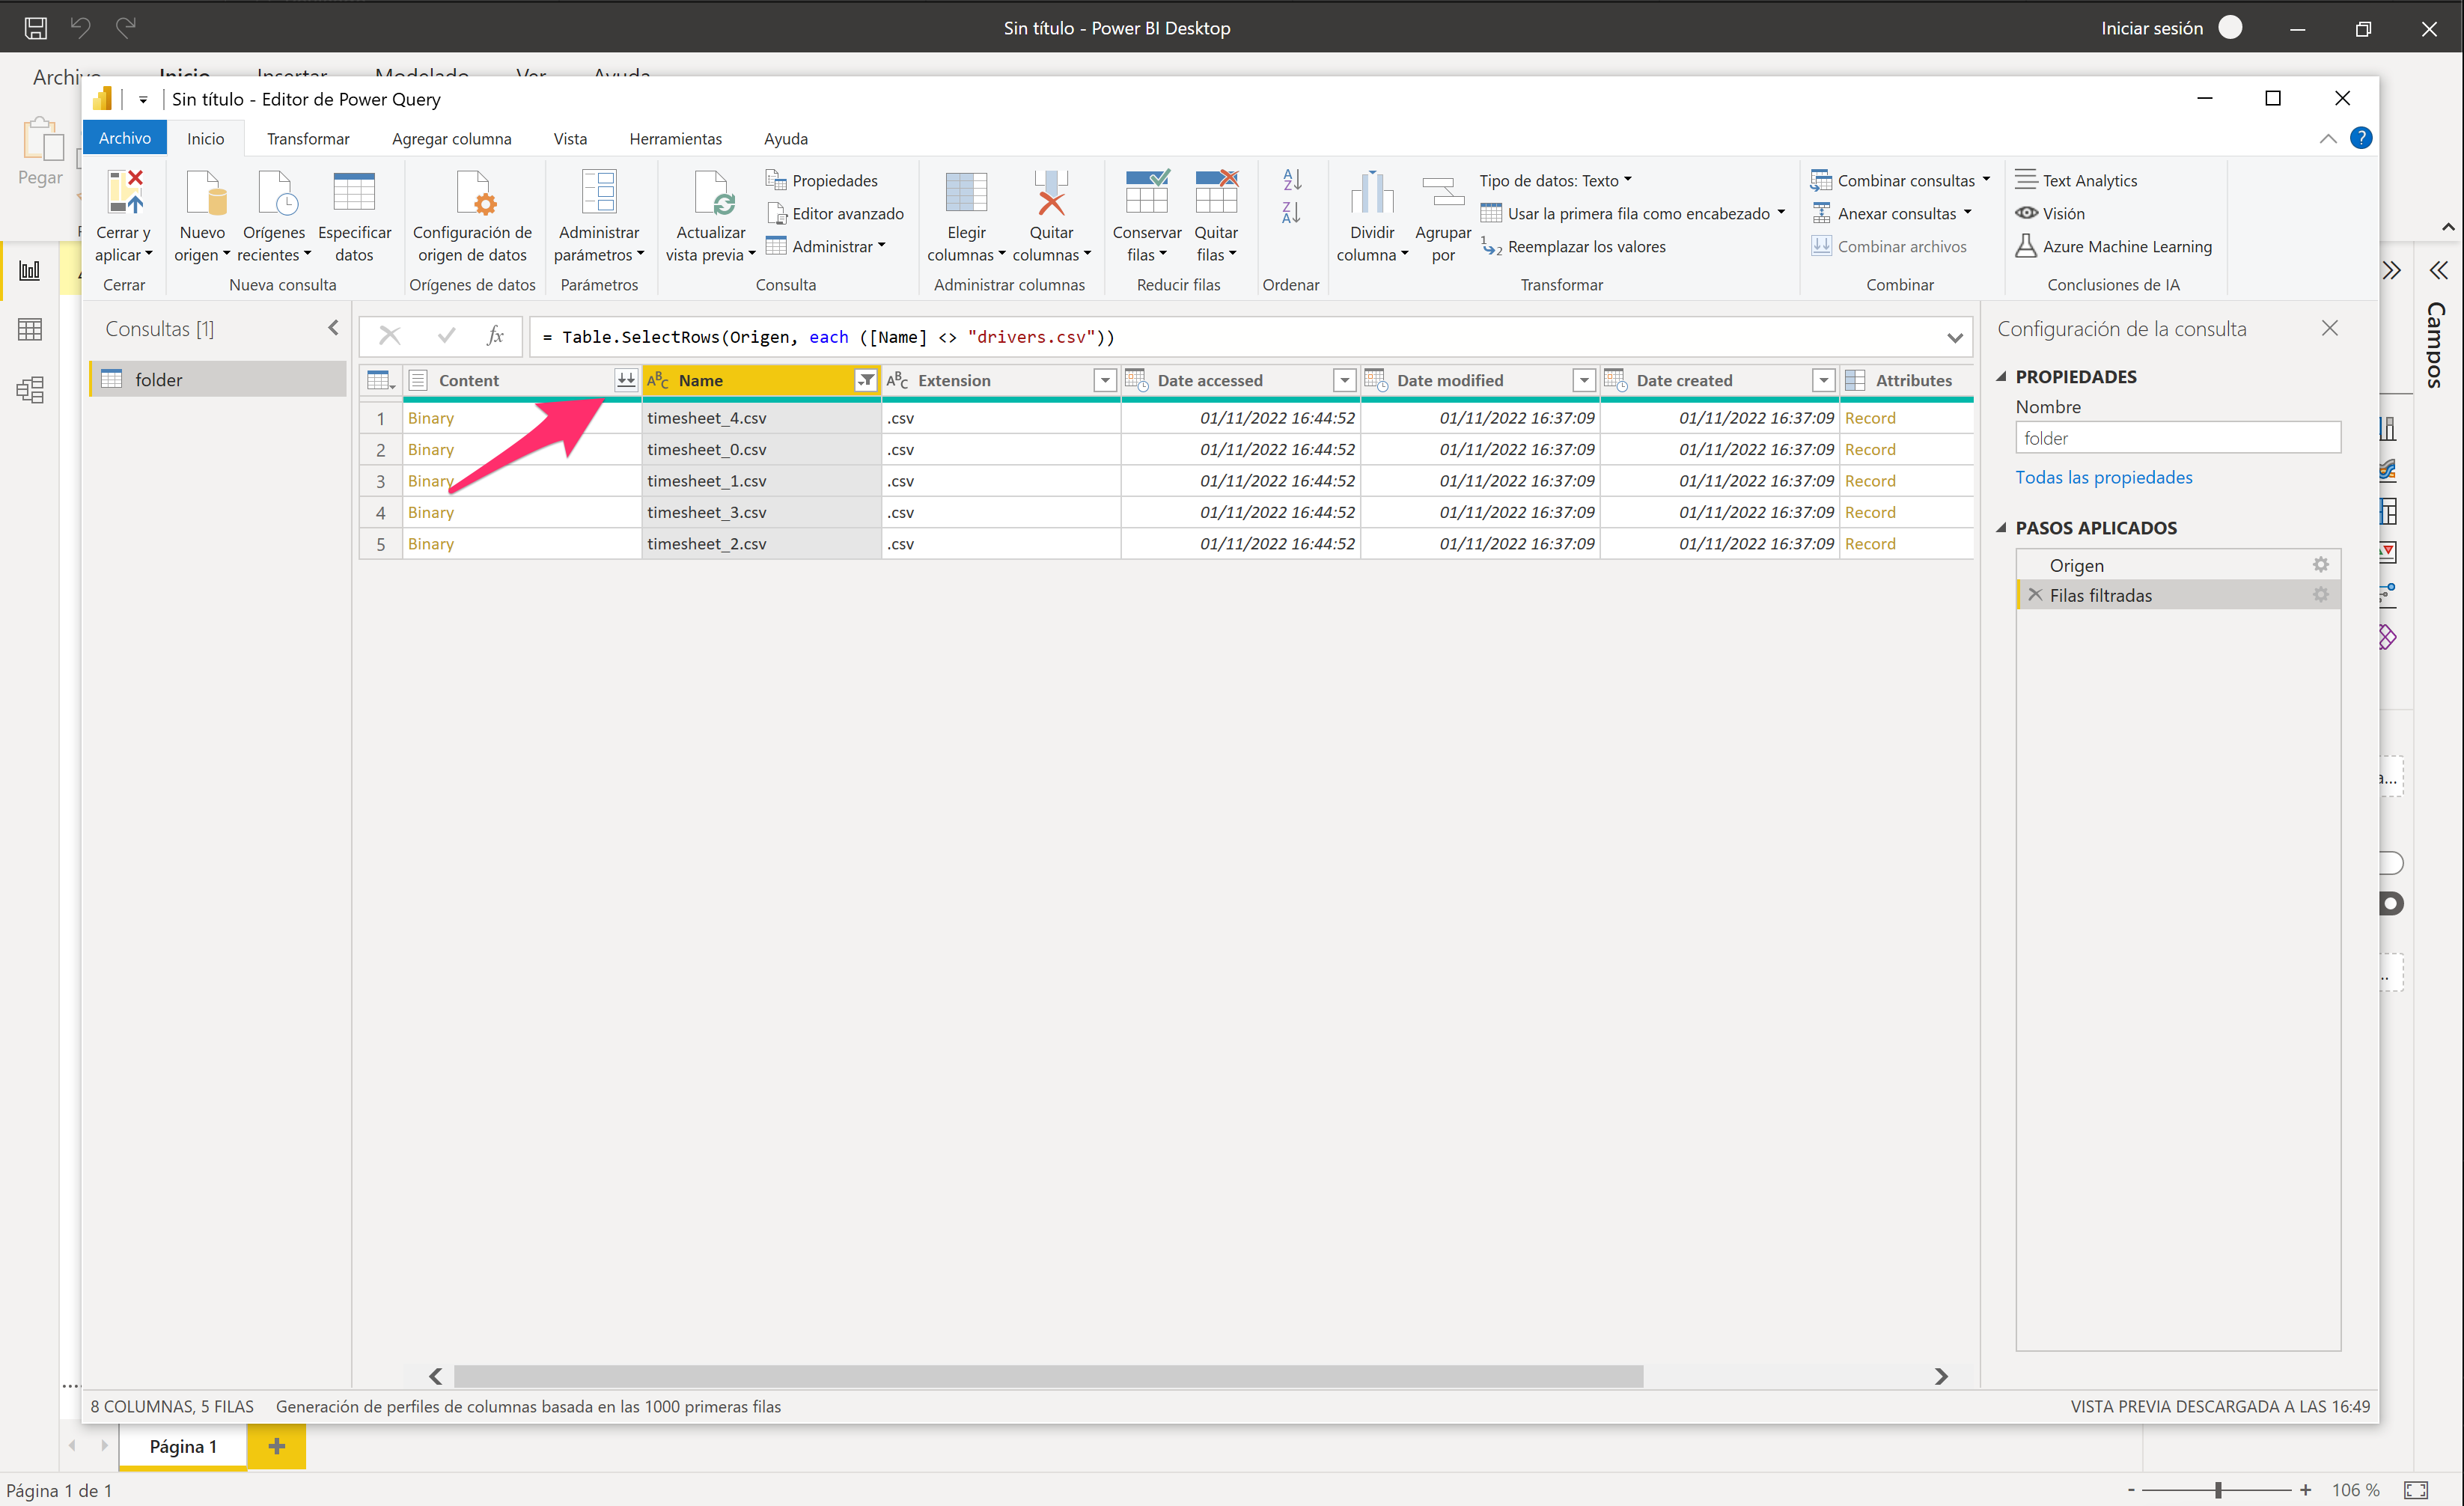 Sin título - Power BI Desktop
Iniciar sesión
Archivo Inicio Insertar Modelado Ver Ayuda
Pegar
Sin título - Editor de Power Query
Archivo Inicio Transformar Agregar columna Vista Herramientas Ayuda
Cerrar y aplicar
Cerrar
Nuevo origen
Orígenes recientes
Especificar datos
Nueva consulta
Configuración de origen de datos
Orígenes de datos
Administrar parámetros
Parámetros
Actualizar vista previa
Propiedades
Editor avanzado
Administrar
Consulta
Elegir columnas
Quitar columnas
Administrar columnas
Conservar filas
Quitar filas
Reducir filas
Ordenar
Dividir columna
Agrupar por
Tipo de datos: Texto
Usar la primera fila como encabezado
Reemplazar los valores
Transformar
Combinar consultas
Anexar consultas
Combinar archivos
Combinar
Text Analytics
Visión
Azure Machine Learning
Conclusiones de IA
Campos
Consultas [1]
folder
fx
= Table.SelectRows(Origen, each ([Name] <> "drivers.csv"))
Content ABC Name ABC Extension Date accessed Date modified Date created Attributes
1 Binary timesheet_4.csv .csv 01/11/2022 16:44:52 01/11/2022 16:37:09 01/11/2022 16:37:09 Record
2 Binary timesheet_0.csv .csv 01/11/2022 16:44:52 01/11/2022 16:37:09 01/11/2022 16:37:09 Record
3 Binary timesheet_1.csv .csv 01/11/2022 16:44:52 01/11/2022 16:37:09 01/11/2022 16:37:09 Record
4 Binary timesheet_3.csv .csv 01/11/2022 16:44:52 01/11/2022 16:37:09 01/11/2022 16:37:09 Record
5 Binary timesheet_2.csv .csv 01/11/2022 16:44:52 01/11/2022 16:37:09 01/11/2022 16:37:09 Record
Configuración de la consulta
PROPIEDADES
Nombre
folder
Todas las propiedades
PASOS APLICADOS
Origen
Filas filtradas
8 COLUMNAS, 5 FILAS Generación de perfiles de columnas basada en las 1000 primeras filas
VISTA PREVIA DESCARGADA A LAS 16:49
Página 1
Página 1 de 1
106 %